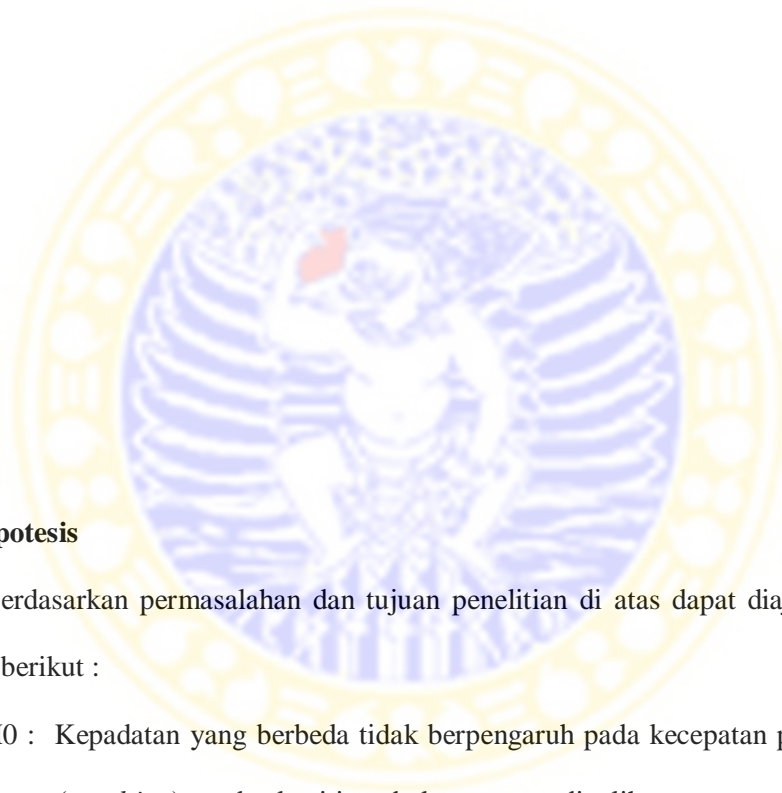 potesis
erdasarkan permasalahan dan tujuan penelitian di atas dapat dia
berikut :
0 : Kepadatan yang berbeda tidak berpengaruh pada kecepatan p